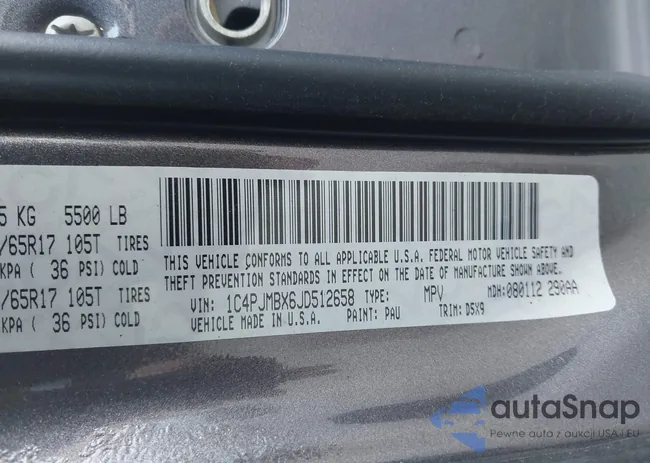 5 KG 5500 LB
/65R17 105T TIRES
KPA ( 36 PSI) COLD
/65R17 105T TIRES
KPA ( 36 PSI) COLD
THIS VEHICLE CONFORMS TO ALL APPLICABLE U.S.A. FEDERAL MOTOR VEHICLE SAFETY AND
THEFT PREVENTION STANDARDS IN EFFECT ON THE DATE OF MANUFACTURE SHOWN ABOVE.
VIN: 1C4PJMBX6JD512658 TYPE: MPV MDH:080112 290AA
VEHICLE MADE IN U.S.A. PAINT: PAU TRIM: D5X9
autaSnap
Pewne auta z aukcji USA i EU